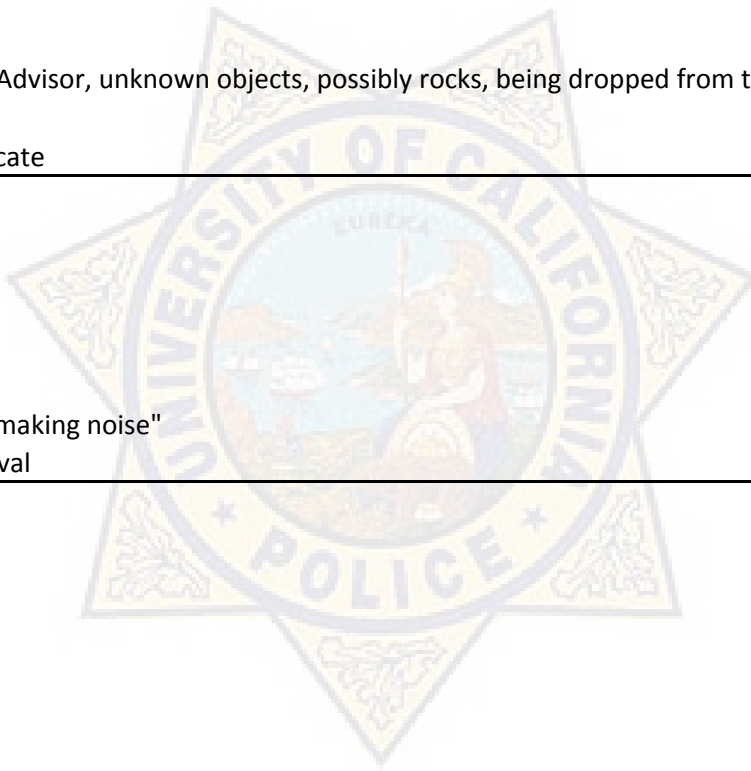 Advisor, unknown objects, possibly rocks, being dropped from t
cate
making noise"
val
UNIVERSITY OF CALIFORNIA
EUREKA
POLICE